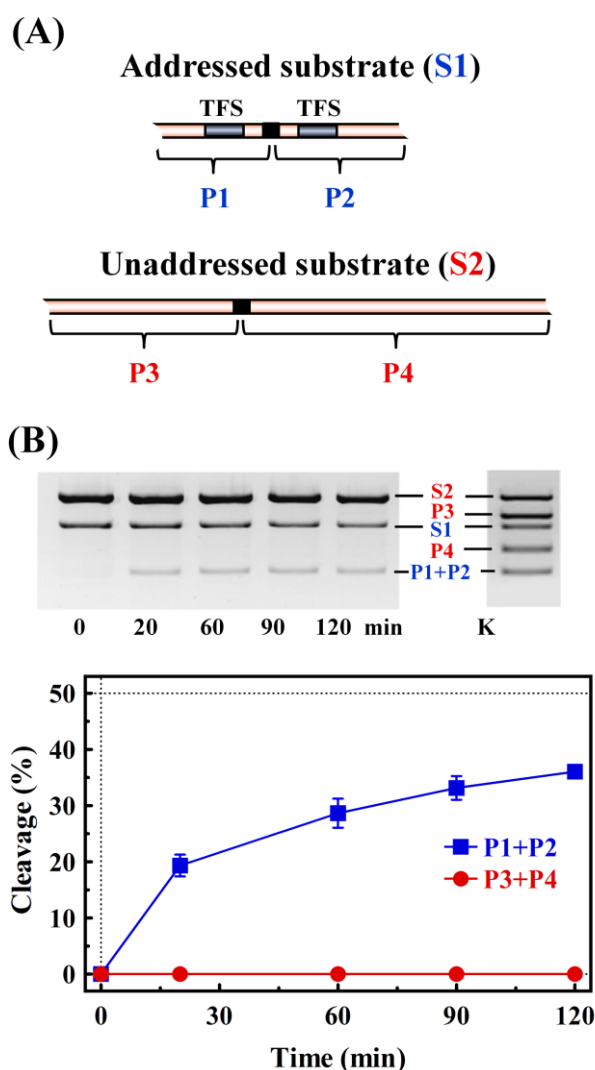 (A)
Addressed substrate (S1)
TFS TFS
P1 P2
Unaddressed substrate (S2)
P3 P4
(B)
S2
P3
S1
P4
P1+P2
0 20 60 90 120 min K
50
40
30
20
10
0
Cleavage (%)
P1+P2
P3+P4
0 30 60 90 120
Time (min)